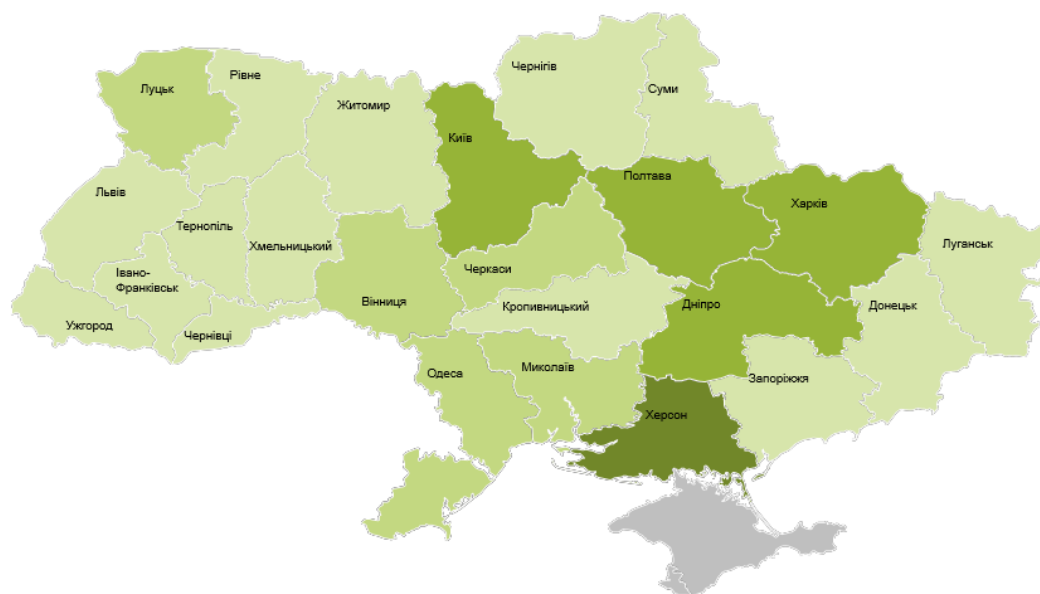 Чернігів
Рівне
Луцьк
Суми
Житомир
Київ
Полтава
Львів
Харків
Тернопіль
Хмельницький
Луганськ
Черкаси
Івано-
Франківськ
Вінниця
Кропивницький
Дніпро
Донецьк
Ужгород
Чернівці
Миколаїв
Одеса
Запоріжжя
Херсон